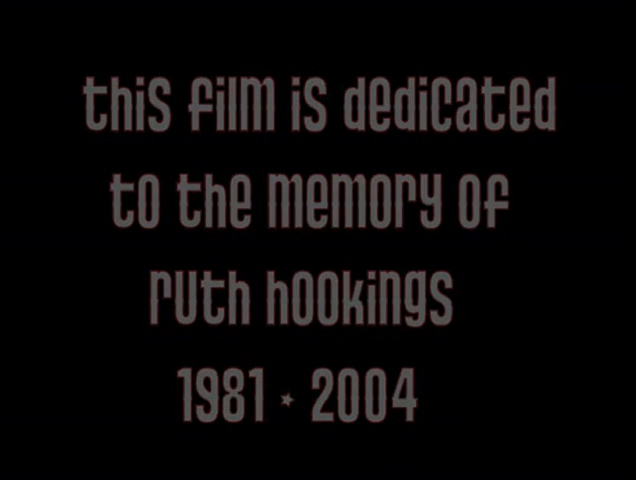 this film is dedicated
to the memory of
ruth hookings
1981 ★ 2004